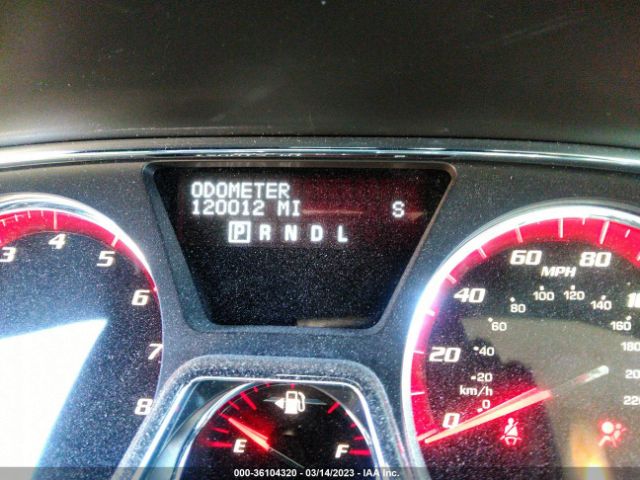 ODOMETER
120012 MI S
P R N D L
3 4 5 6 7 8
E F
0 20 40 60 80
MPH
0 20 40 60 80 100 120 140 160 180
220
km/h
000-36104320 - 03/14/2023 - IAA Inc.